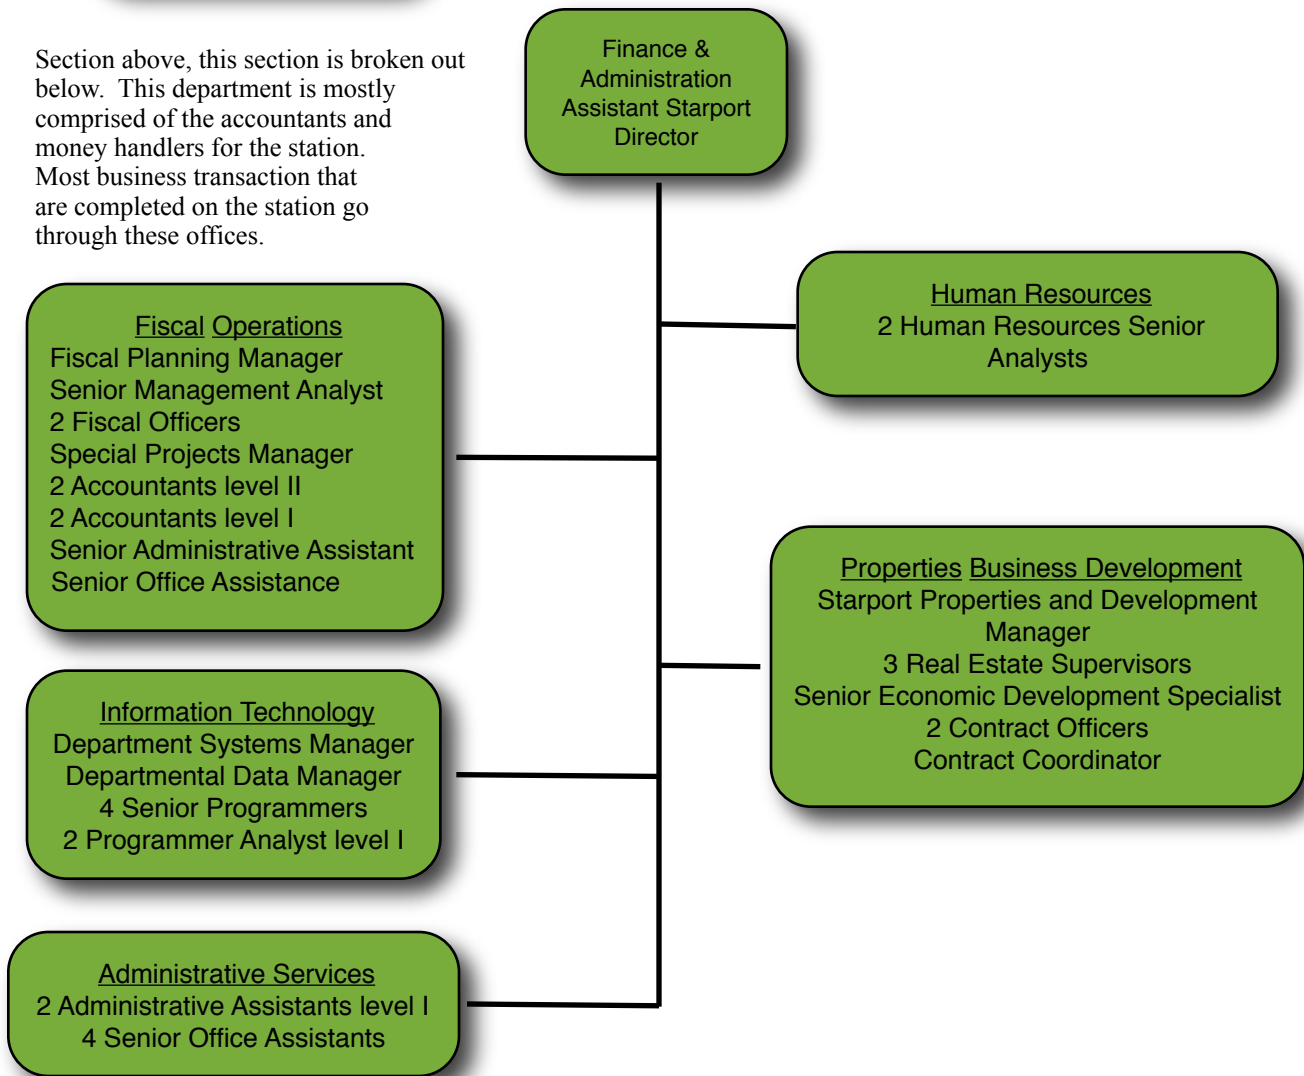 Section above, this section is broken out
below.  This department is mostly
comprised of the accountants and
money handlers for the station.
Most business transaction that
are completed on the station go
through these offices.
Finance &
Administration
Assistant Starport
Director
Fiscal Operations
Fiscal Planning Manager
Senior Management Analyst
2 Fiscal Officers
Special Projects Manager
2 Accountants level II
2 Accountants level I
Senior Administrative Assistant
Senior Office Assistance
Human Resources
2 Human Resources Senior
Analysts
Properties Business Development
Starport Properties and Development
Manager
3 Real Estate Supervisors
Senior Economic Development Specialist
2 Contract Officers
Contract Coordinator
Information Technology
Department Systems Manager
Departmental Data Manager
4 Senior Programmers
2 Programmer Analyst level I
Administrative Services
2 Administrative Assistants level I
4 Senior Office Assistants